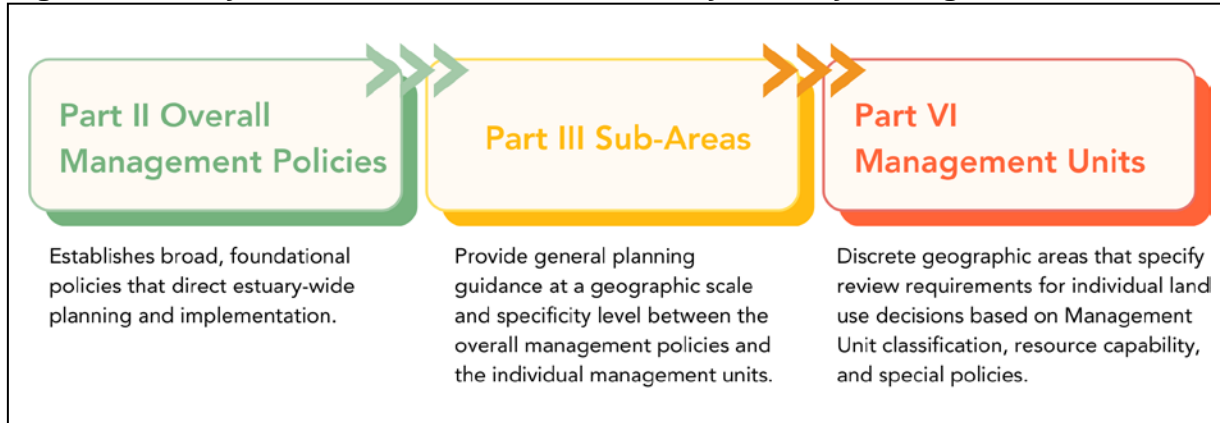 Part II Overall
Management Policies
Establishes broad, foundational
policies that direct estuary-wide
planning and implementation.
Part III Sub-Areas
Provide general planning
guidance at a geographic scale
and specificity level between the
overall management policies and
the individual management units.
Part VI
Management Units
Discrete geographic areas that specify
review requirements for individual land
use decisions based on Management
Unit classification, resource capability,
and special policies.